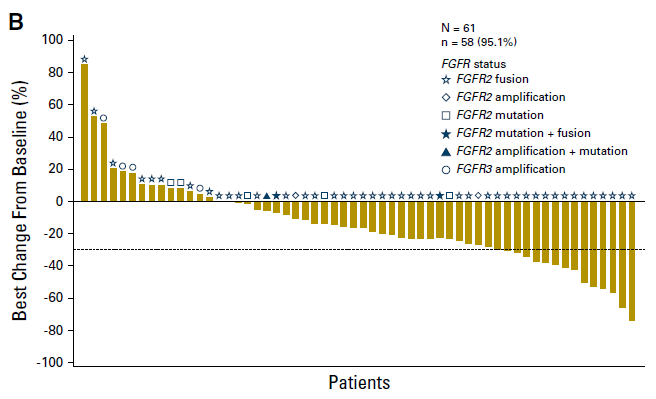 B
N = 61
n = 58 (95.1%)
FGFR status
FGFR2 fusion
FGFR2 amplification
FGFR2 mutation
FGFR2 mutation + fusion
FGFR2 amplification + mutation
FGFR3 amplification
Best Change From Baseline (%)
100
80
60
40
20
0
-20
-40
-60
-80
-100
Patients